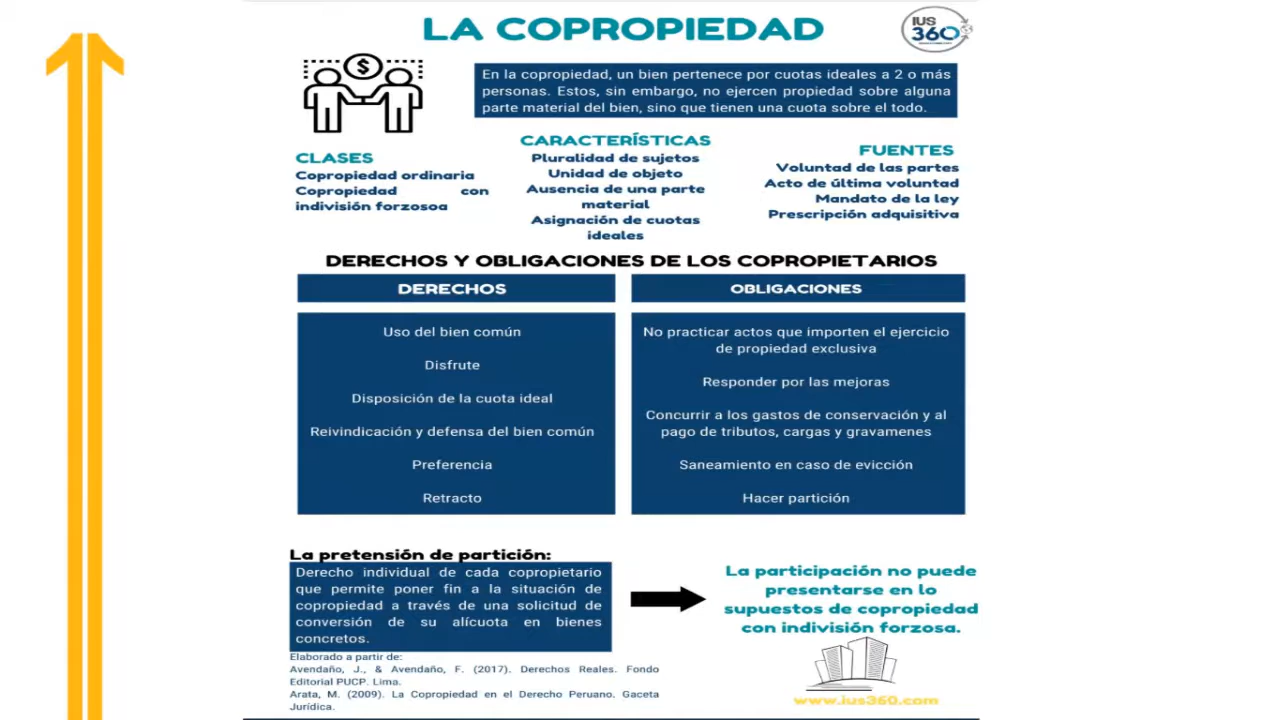 LA COPROPIEDAD
IUS
360
$
En la copropiedad, un bien pertenece por cuotas ideales a 2 o más
personas. Estos, sin embargo, no ejercen propiedad sobre alguna
parte material del bien, sino que tienen una cuota sobre el todo.
CLASES
Copropiedad ordinaria
Copropiedad con
indivisión forzosoa
CARACTERÍSTICAS
Pluralidad de sujetos
Unidad de objeto
Ausencia de una parte
material
Asignación de cuotas
ideales
FUENTES
Voluntad de las partes
Acto de última voluntad
Mandato de la ley
Prescripción adquisitiva
DERECHOS Y OBLIGACIONES DE LOS COPROPIETARIOS
DERECHOS
Uso del bien común
Disfrute
Disposición de la cuota ideal
Reivindicación y defensa del bien común
Preferencia
Retracto
OBLIGACIONES
No practicar actos que importen el ejercicio
de propiedad exclusiva
Responder por las mejoras
Concurrir a los gastos de conservación y al
pago de tributos, cargas y gravamenes
Saneamiento en caso de evicción
Hacer partición
La pretensión de partición:
Derecho individual de cada copropietario
que permite poner fin a la situación de
copropiedad a través de una solicitud de
conversión de su alícuota en bienes
concretos.
La participación no puede
presentarse en lo
supuestos de copropiedad
con indivisión forzosa.
Elaborado a partir de:
Avendaño, J., & Avendaño, F. (2017). Derechos Reales. Fondo
Editorial PUCP. Lima.
Arata, M. (2009). La Copropiedad en el Derecho Peruano. Gaceta
Jurídica.
www.ius360.com